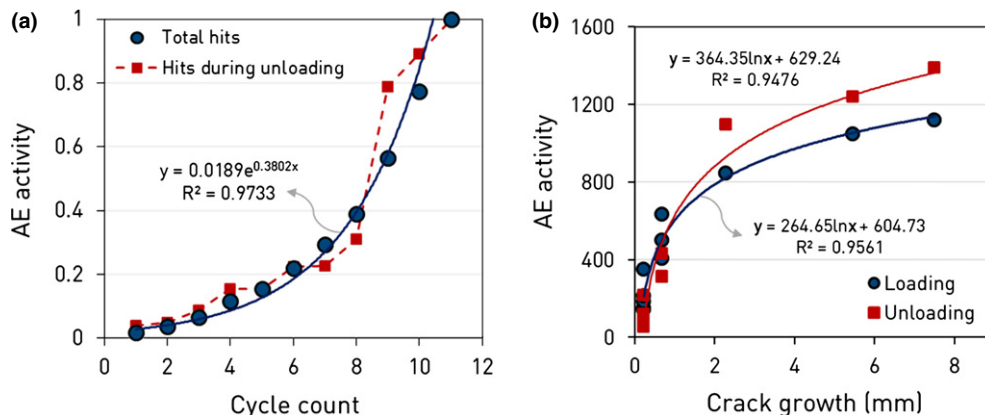 (a)
AE activity
1
0.8
0.6
0.4
0.2
0
Total hits
Hits during unloading
y = 0.0189e^0.3802x
R² = 0.9733
0 2 4 6 8 10 12
Cycle count
(b)
AE activity
1600
1200
800
400
0
y = 364.35lnx + 629.24
R² = 0.9476
y = 264.65lnx + 604.73
R² = 0.9561
Loading
Unloading
0 2 4 6 8
Crack growth (mm)